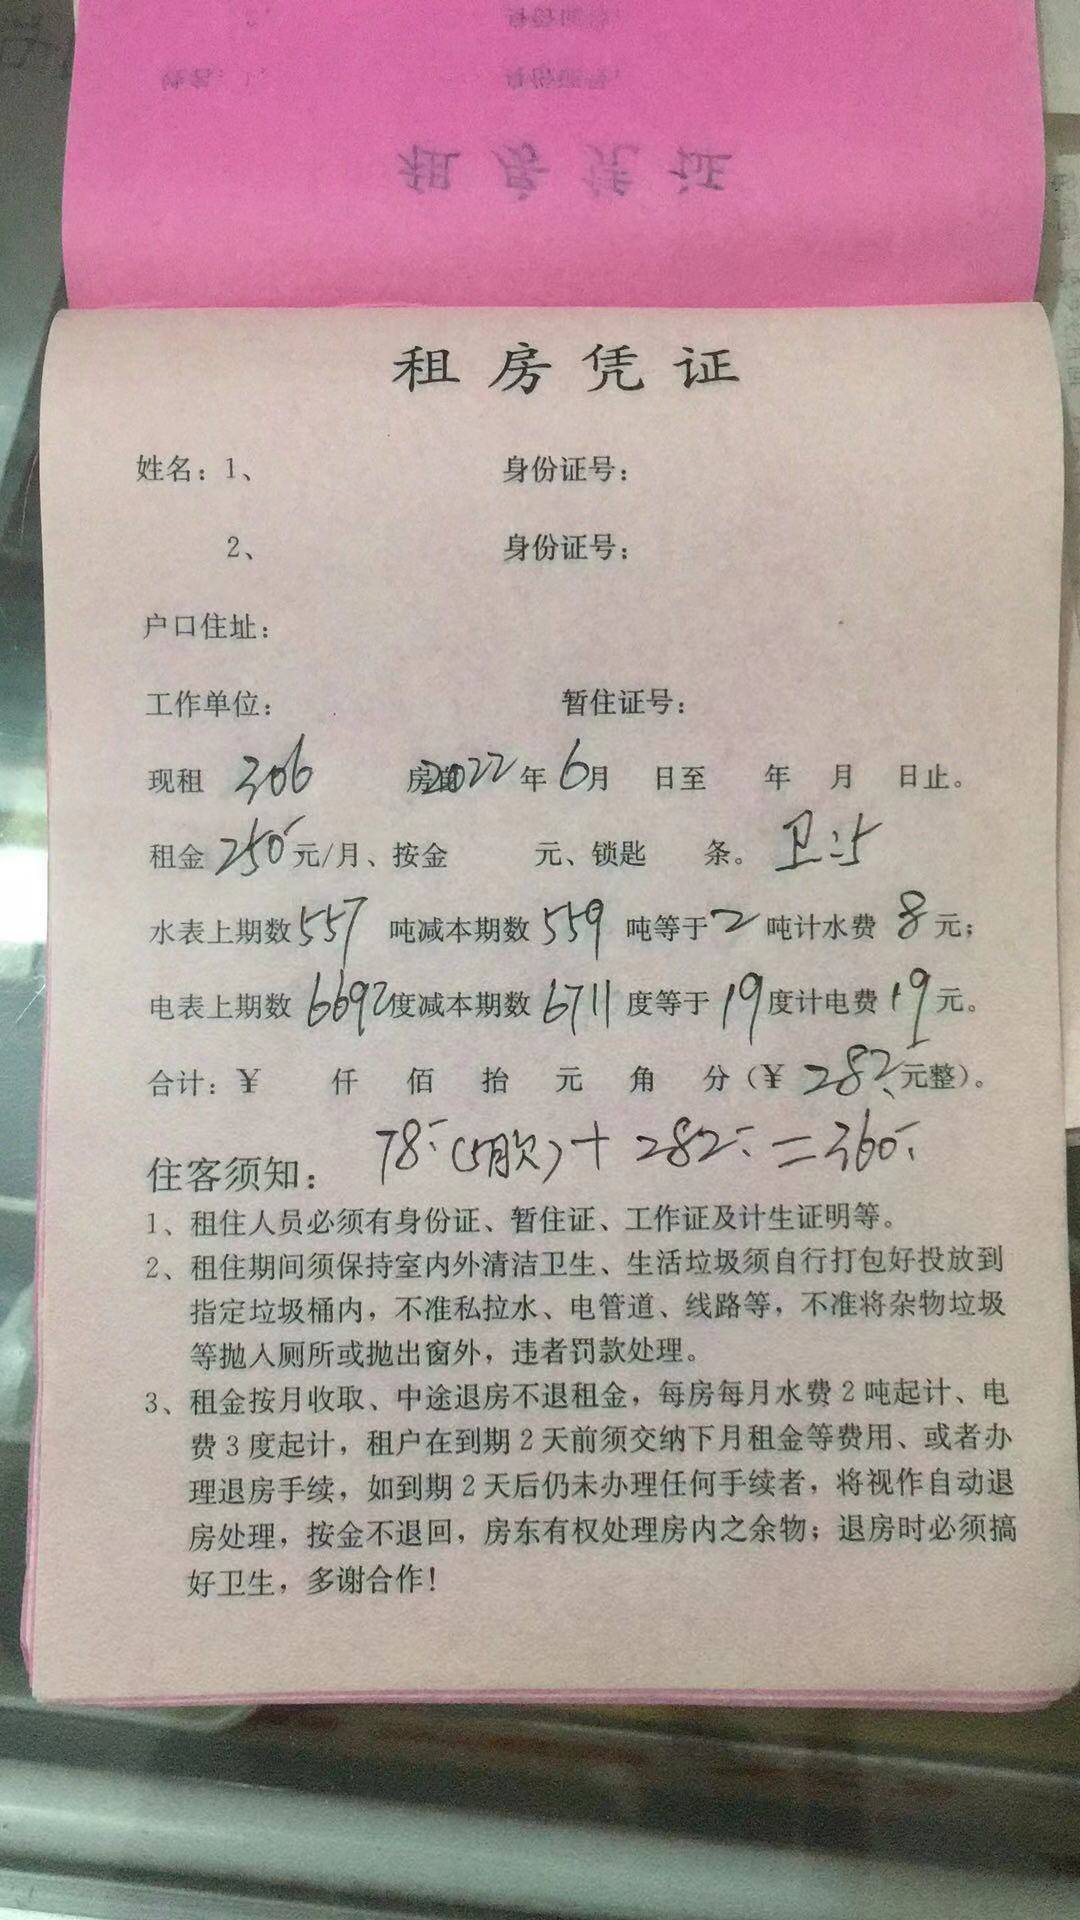 租房凭证
租房凭证
姓名：1、 身份证号：
2、 身份证号：
户口住址：
工作单位： 暂住证号：
现租 306 房 2022 年 6月 日至 年 月 日止。
租金 250 元/月、按金 元、锁匙 条。 卫:5
水表上期数 557 吨减本期数 559 吨等于 2 吨计水费 8 元；
电表上期数 6692 度减本期数 6711 度等于 19 度计电费 19 元。
合计：￥ 仟 佰 拾 元 角 分（￥ 282 元整）。
78（5月欠）+ 282 = 360
住客须知：
1、租住人员必须有身份证、暂住证、工作证及计生证明等。
2、租住期间须保持室内外清洁卫生、生活垃圾须自行打包好投放到
指定垃圾桶内，不准私拉水、电管道、线路等，不准将杂物垃圾
等抛入厕所或抛出窗外，违者罚款处理。
3、租金按月收取、中途退房不退租金，每房每月水费2吨起计、电
费3度起计，租户在到期2天前须交纳下月租金等费用、或者办
理退房手续，如到期2天后仍未办理任何手续者，将视作自动退
房处理，按金不退回，房东有权处理房内之余物；退房时必须搞
好卫生，多谢合作！